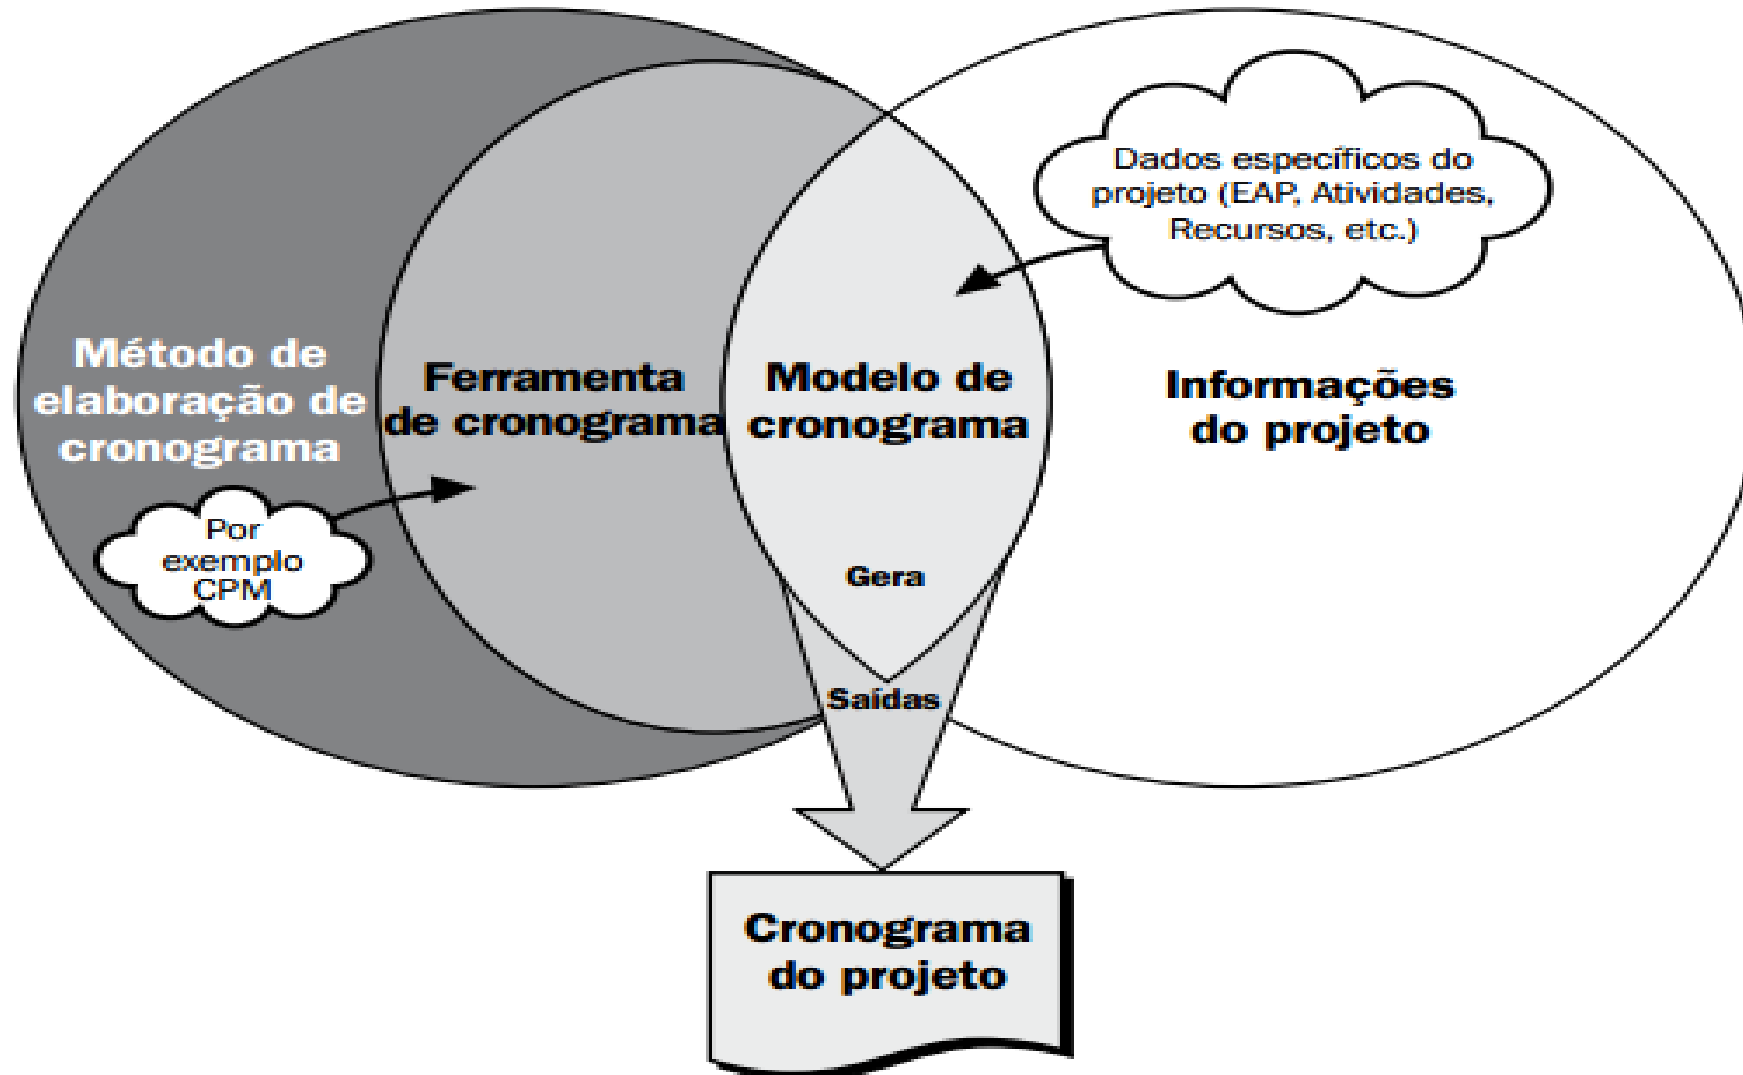 Dados específicos do
projeto (EAP, Atividades,
Recursos, etc.)
Método de
elaboração de
cronograma
Ferramenta
de cronograma
Modelo de
cronograma
Informações
do projeto
Por
exemplo
CPM
Gera
Saídas
Cronograma
do projeto